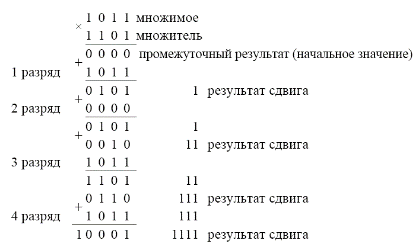 1 0 1 1 множимое
×
1 1 0 1 множитель
0 0 0 0 промежуточный результат (начальное значение)
+
1 разряд 1 0 1 1
0 1 0 1 1 результат сдвига
+
2 разряд 0 0 0 0
0 1 0 1 1
+
0 0 1 0 11 результат сдвига
3 разряд 1 0 1 1
1 1 0 1 11
0 1 1 0 111 результат сдвига
+
4 разряд 1 0 1 1 111
1 0 0 0 1 1111 результат сдвига